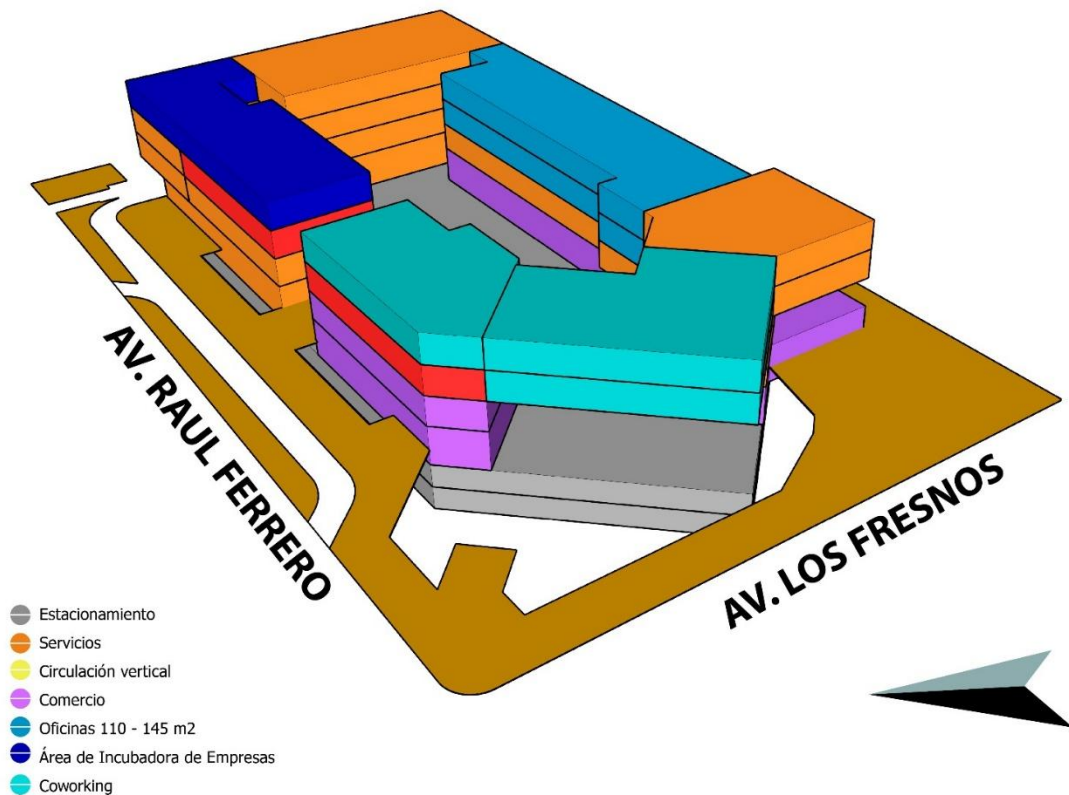 AV. RAUL FERRERO
AV. LOS FRESNOS
Estacionamiento
Servicios
Circulación vertical
Comercio
Oficinas 110 - 145 m2
Área de Incubadora de Empresas
Coworking